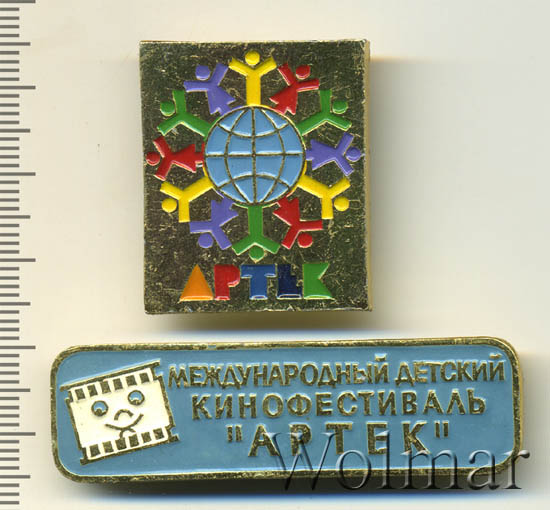 АРТЕК
МЕЖДУНАРОДНЫЙ ДЕТСКИЙ
КИНОФЕСТИВАЛЬ
"АРТЕК"
Wolmar